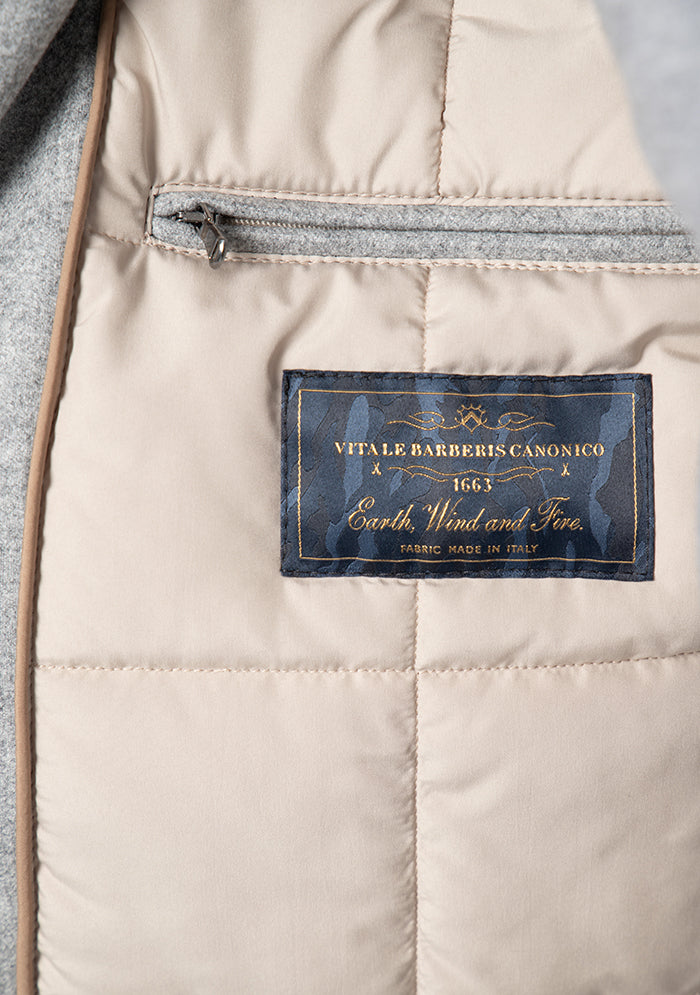 VITALE BARBERIS CANONICO
1663
Earth, Wind and Fire.
FABRIC MADE IN ITALY